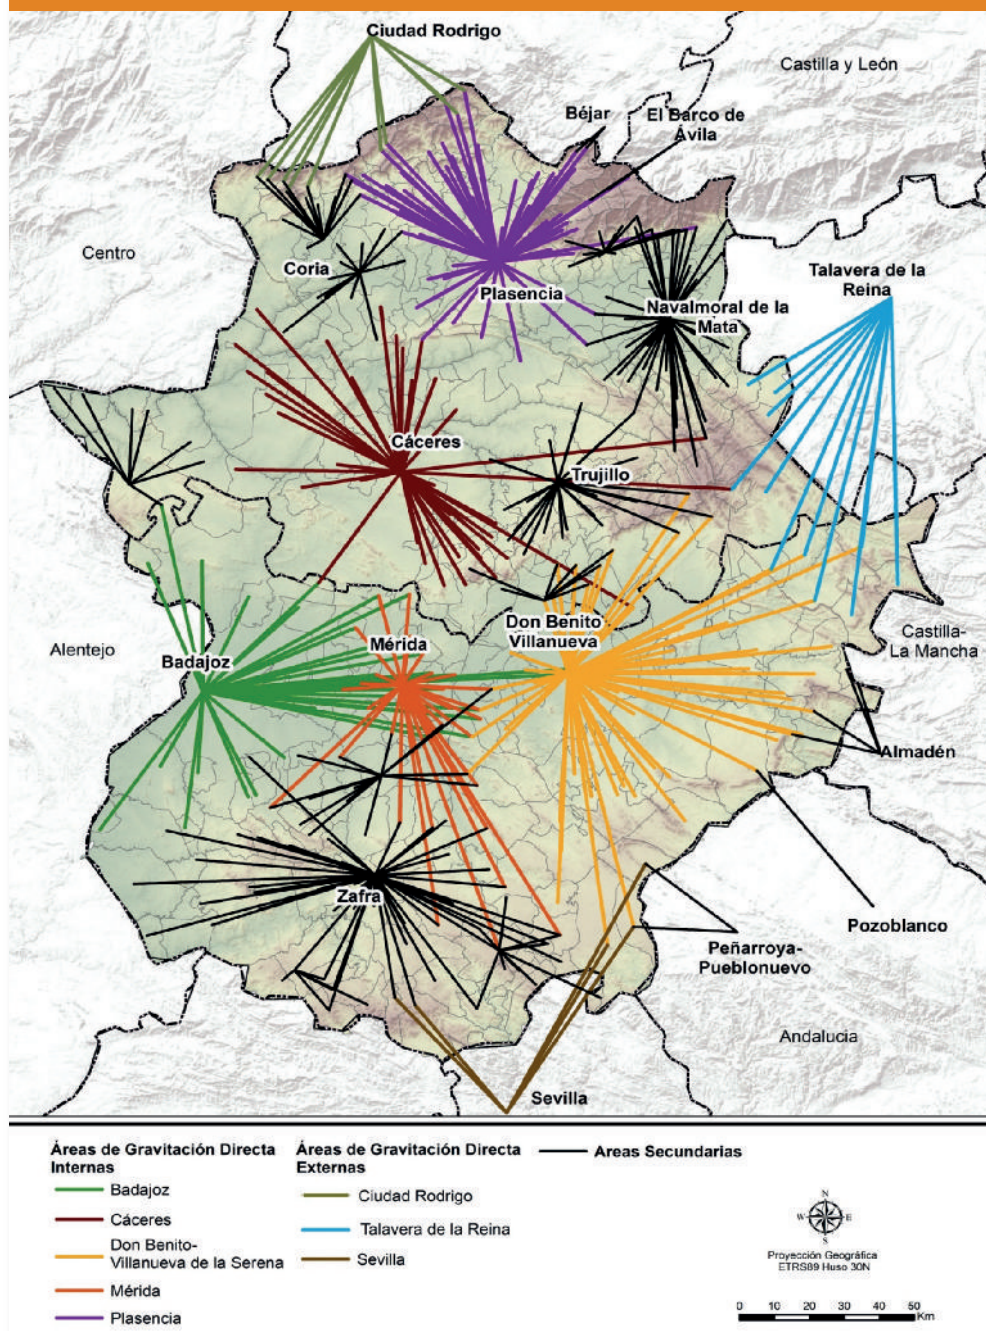 Ciudad Rodrigo
Castilla y León
Béjar
El Barco de
Ávila
Centro
Coria
Plasencia
Talavera de la
Reina
Navalmoral de la
Mata
Cáceres
Trujillo
Don Benito
Villanueva
Mérida
Badajoz
Alentejo
Castilla-
La Mancha
Almadén
Zafra
Pozoblanco
Peñarroya-
Pueblonuevo
Andalucia
Sevilla
Áreas de Gravitación Directa
Internas
Badajoz
Cáceres
Don Benito-
Villanueva de la Serena
Mérida
Plasencia
Áreas de Gravitación Directa
Externas
Ciudad Rodrigo
Talavera de la Reina
Sevilla
Areas Secundarias
N
W E
S
Proyección Geográfica
ETRS89 Huso 30N
0 10 20 30 40 50
Km